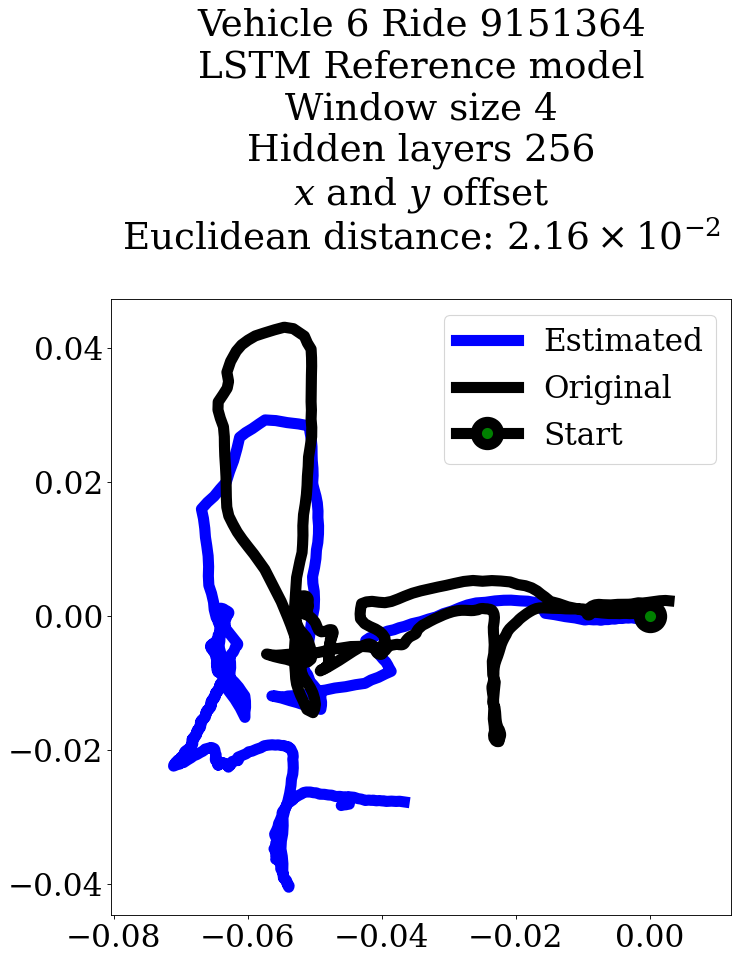 Vehicle 6 Ride 9151364
LSTM Reference model
Window size 4
Hidden layers 256
x and y offset
Euclidean distance: 2.16 × 10⁻²
Estimated
Original
Start
0.04
0.02
0.00
−0.02
−0.04
−0.08
−0.06
−0.04
−0.02
0.00